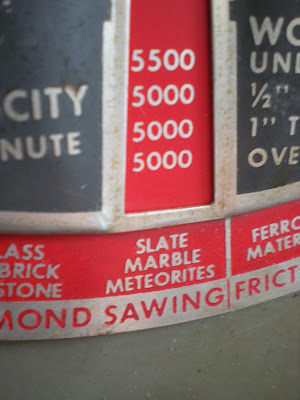 5500
5000
5000
5000
CITY
NUTE
WO
UN
½"
1" T
OVE
LASS
BRICK
STONE
SLATE
MARBLE
METEORITES
FERRO
MATER
MOND SAWING
FRICT